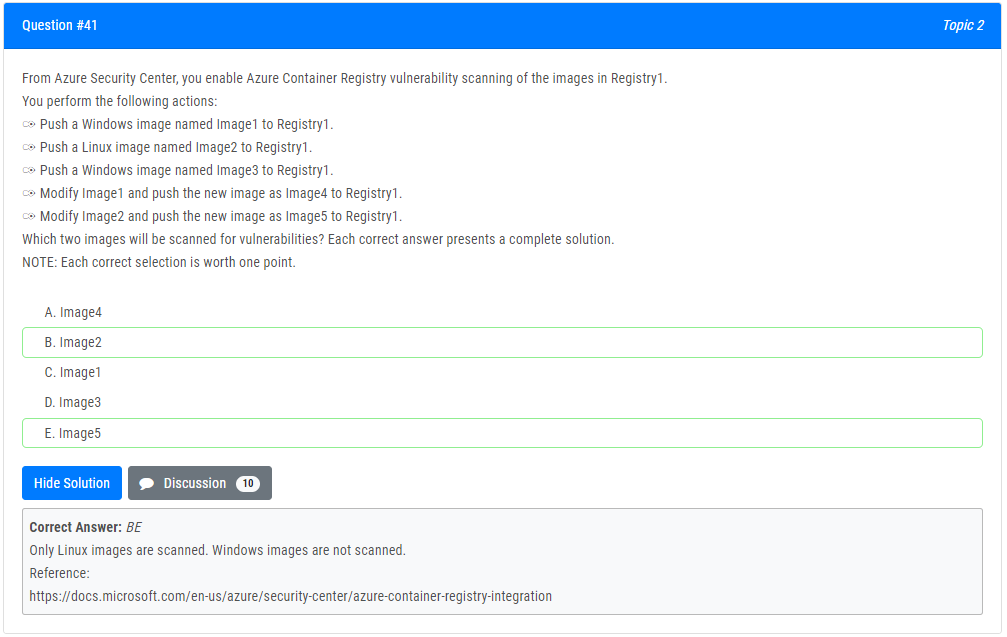 Question #41
Topic 2
From Azure Security Center, you enable Azure Container Registry vulnerability scanning of the images in Registry1.
You perform the following actions:
Push a Windows image named Image1 to Registry1.
Push a Linux image named Image2 to Registry1.
Push a Windows image named Image3 to Registry1.
Modify Image1 and push the new image as Image4 to Registry1.
Modify Image2 and push the new image as Image5 to Registry1.
Which two images will be scanned for vulnerabilities? Each correct answer presents a complete solution.
NOTE: Each correct selection is worth one point.
A. Image4
B. Image2
C. Image1
D. Image3
E. Image5
Hide Solution
Discussion 10
Correct Answer: BE
Only Linux images are scanned. Windows images are not scanned.
Reference:
https://docs.microsoft.com/en-us/azure/security-center/azure-container-registry-integration